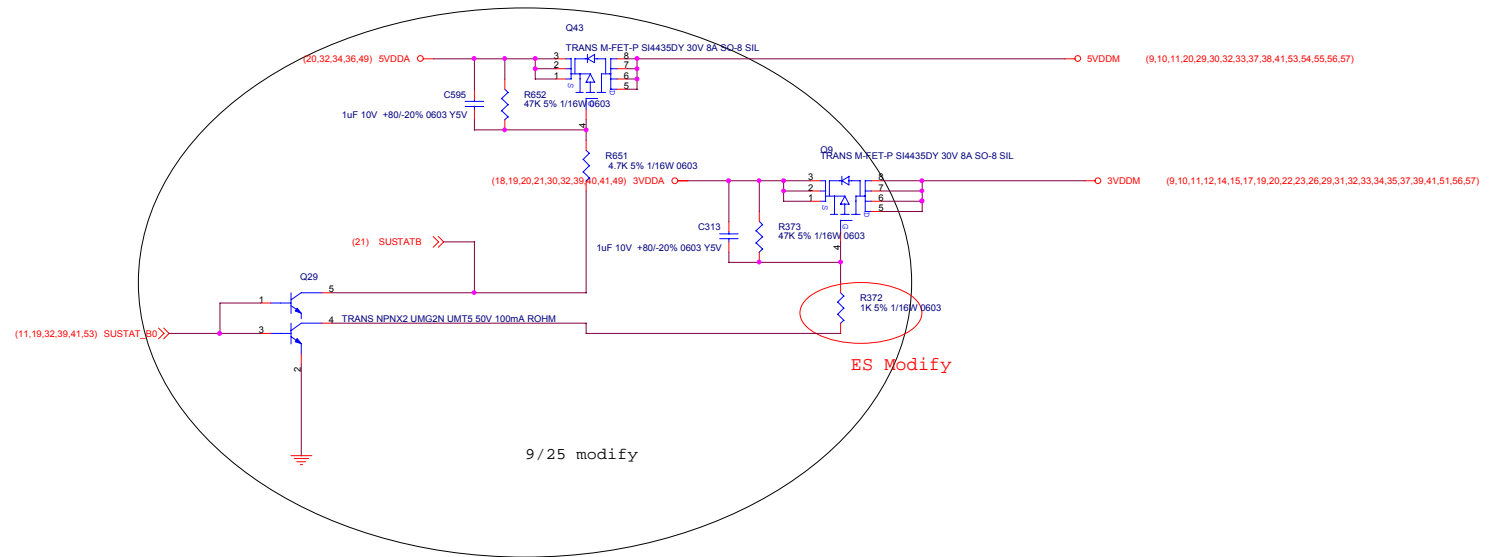 Q43
TRANS M-FET-P SI4435DY 30V 8A SO-8 SIL
(20,32,34,36,49) 5VDDA
3
2
1
8
7
6
5
S
D
G
4
5VDDM (9,10,11,20,29,30,32,33,37,38,41,53,54,55,56,57)
C595
1uF 10V +80/-20% 0603 Y5V
R652
47K 5% 1/16W 0603
R651
4.7K 5% 1/16W 0603
Q9
TRANS M-FET-P SI4435DY 30V 8A SO-8 SIL
(18,19,20,21,30,32,39,40,41,49) 3VDDA
3
2
1
8
7
6
5
S
D
G
4
3VDDM (9,10,11,12,14,15,17,19,20,22,23,26,29,31,32,33,34,35,37,39,41,51,56,57)
C313
1uF 10V +80/-20% 0603 Y5V
R373
47K 5% 1/16W 0603
(21) SUSTATB
Q29
1
5
3
4
2
TRANS NPNX2 UMG2N UMT5 50V 100mA ROHM
(11,19,32,39,41,53) SUSTAT_B0
R372
1K 5% 1/16W 0603
ES Modify
9/25 modify